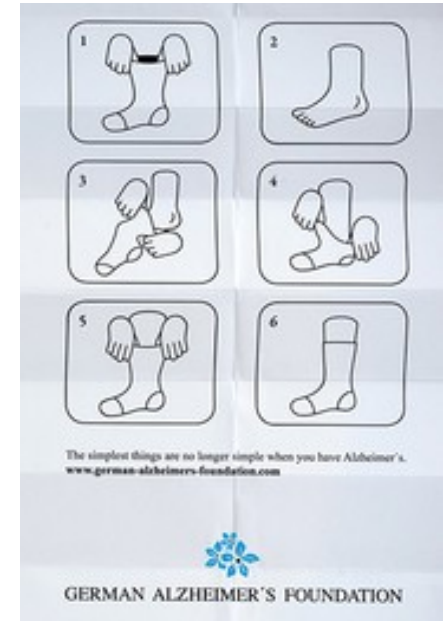 1
2
3
4
5
6
The simplest things are no longer simple when you have Alzheimer's.
www.german-alzheimers-foundation.com
GERMAN ALZHEIMER´S FOUNDATION